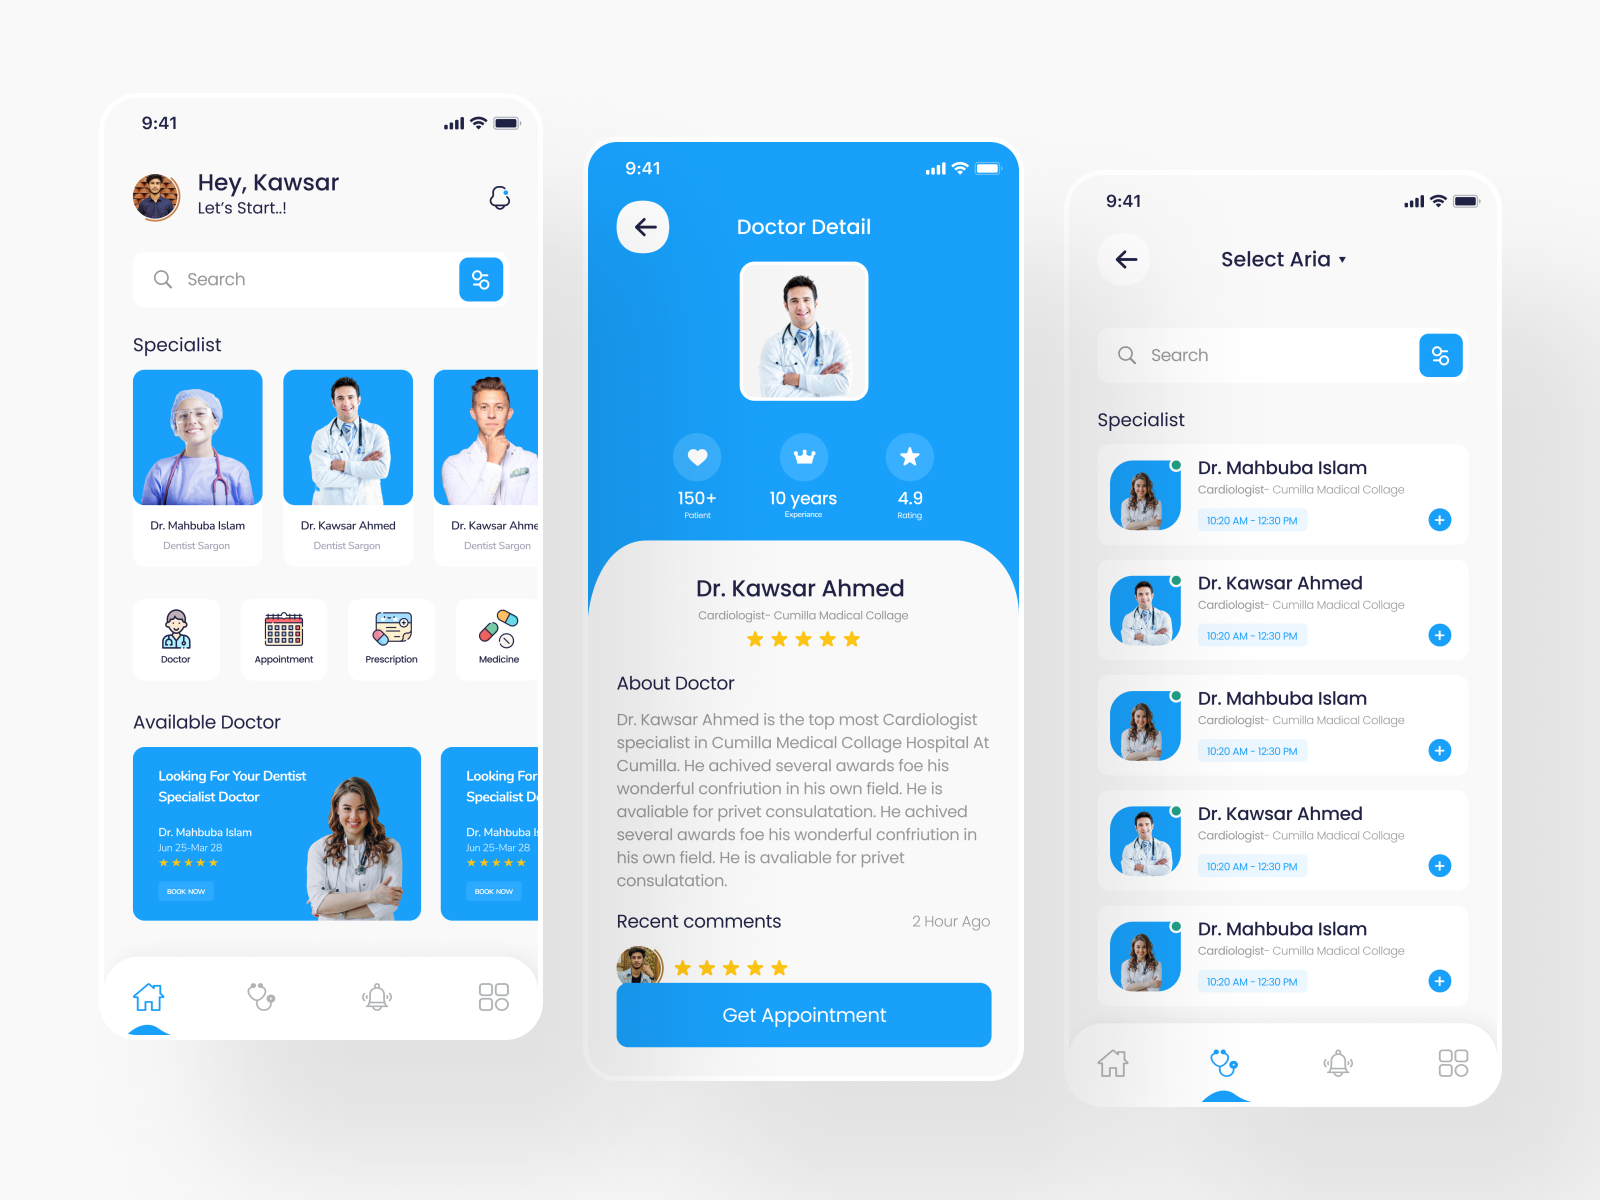 9:41
Hey, Kawsar
Let's Start..!
Search
Specialist
Dr. Mahbuba Islam
Dentist Sargon
Dr. Kawsar Ahmed
Dentist Sargon
Dr. Kawsar Ahme
Dentist Sargon
Doctor
Appointment
Prescription
Medicine
Available Doctor
Looking For Your Dentist
Specialist Doctor
Dr. Mahbuba Islam
Jun 25-Mar 28
BOOK NOW
Looking For
Specialist D
Dr. Mahbuba Is
Jun 25-Mar 28
BOOK NOW
9:41
Doctor Detail
150+
Patient
10 years
Experiance
4.9
Rating
Dr. Kawsar Ahmed
Cardiologist- Cumilla Madical Collage
About Doctor
Dr. Kawsar Ahmed is the top most Cardiologist
specialist in Cumilla Medical Collage Hospital At
Cumilla. He achived several awards foe his
wonderful confriution in his own field. He is
avaliable for privet consulatation. He achived
several awards foe his wonderful confriution in
his own field. He is avaliable for privet
consulatation.
Recent comments
2 Hour Ago
Get Appointment
9:41
Select Aria
Search
Specialist
Dr. Mahbuba Islam
Cardiologist- Cumilla Madical Collage
10:20 AM - 12:30 PM
Dr. Kawsar Ahmed
Cardiologist- Cumilla Madical Collage
10:20 AM - 12:30 PM
Dr. Mahbuba Islam
Cardiologist- Cumilla Madical Collage
10:20 AM - 12:30 PM
Dr. Kawsar Ahmed
Cardiologist- Cumilla Madical Collage
10:20 AM - 12:30 PM
Dr. Mahbuba Islam
Cardiologist- Cumilla Madical Collage
10:20 AM - 12:30 PM